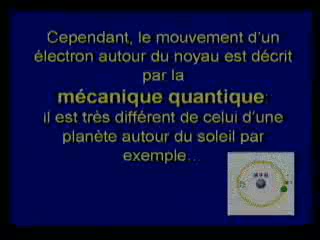 Cependant, le mouvement d'un
électron autour du noyau est décrit
par la
mécanique quantique:
il est très différent de celui d'une
planète autour du soleil par
exemple...